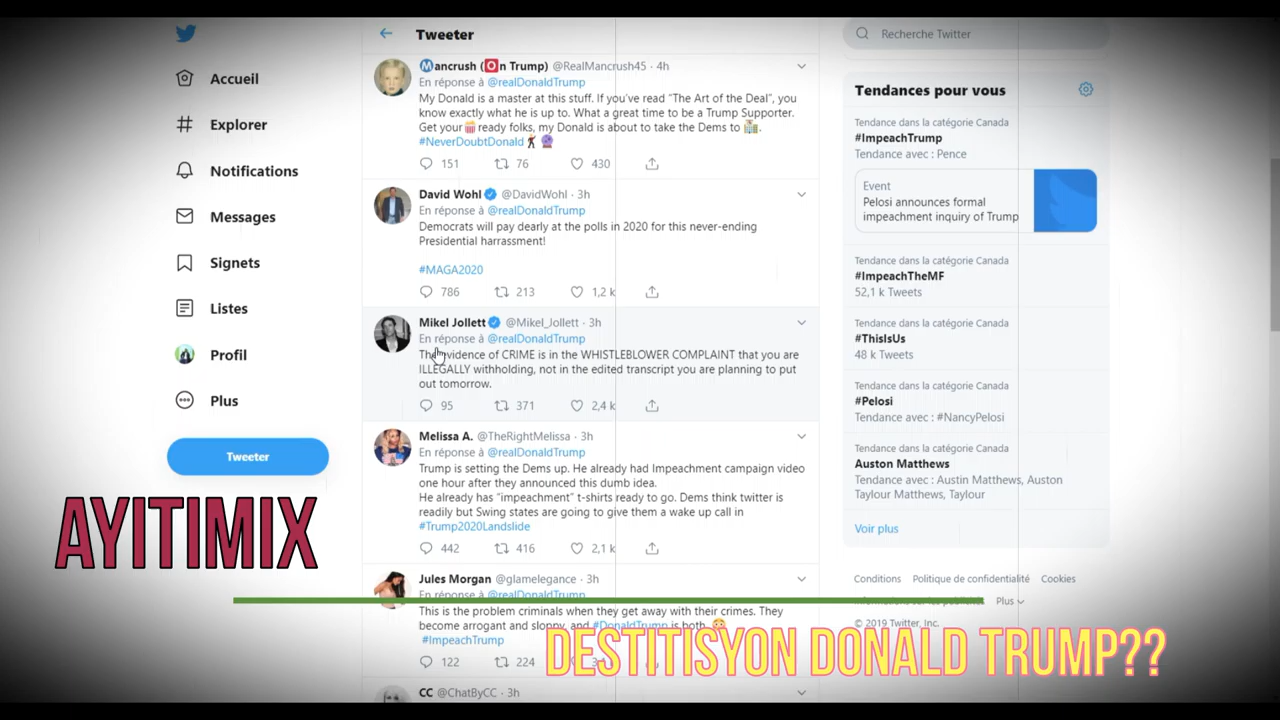 Tweeter
Recherche Twitter
Accueil
Explorer
Notifications
Messages
Signets
Listes
Profil
Plus
Tweeter
Mancrush (On Trump) @RealMancrush45 · 4h
En réponse à @realDonaldTrump
My Donald is a master at this stuff. If you've read "The Art of the Deal", you
know exactly what he is up to. What a great time to be a Trump Supporter.
Get your 🍿 ready folks, my Donald is about to take the Dems to 🏫.
#NeverDoubtDonald 🕺 🔮
151 76 430
David Wohl @DavidWohl · 3h
En réponse à @realDonaldTrump
Democrats will pay dearly at the polls in 2020 for this never-ending
Presidential harrassment!
#MAGA2020
786 213 1,2 k
Mikel Jollett @Mikel_Jollett · 3h
En réponse à @realDonaldTrump
The evidence of CRIME is in the WHISTLEBLOWER COMPLAINT that you are
ILLEGALLY withholding, not in the edited transcript you are planning to put
out tomorrow.
95 371 2,4 k
Melissa A. @TheRightMelissa · 3h
En réponse à @realDonaldTrump
Trump is setting the Dems up. He already had Impeachment campaign video
one hour after they announced this dumb idea.
He already has "impeachment" t-shirts ready to go. Dems think twitter is
readily but Swing states are going to give them a wake up call in
#Trump2020Landslide
442 416 2,1 k
Jules Morgan @glamelegance · 3h
En réponse à @realDonaldTrump
This is the problem criminals when they get away with their crimes. They
become arrogant and sloppy, and #DonaldTrump is both. 😳
#ImpeachTrump
122 224
CC @ChatByCC · 3h
Tendances pour vous
Tendance dans la catégorie Canada
#ImpeachTrump
Tendance avec : Pence
Event
Pelosi announces formal
impeachment inquiry of Trump
Tendance dans la catégorie Canada
#ImpeachTheMF
52,1 k Tweets
Tendance dans la catégorie Canada
#ThisIsUs
48 k Tweets
Tendance dans la catégorie Canada
#Pelosi
Tendance avec : #NancyPelosi
Tendance dans la catégorie Canada
Auston Matthews
Tendance avec : Austin Matthews, Auston
Taylour Matthews, Taylour
Voir plus
Conditions Politique de confidentialité Cookies
Plus
© 2019 Twitter, Inc.
AYITIMIX
DESTITISYON DONALD TRUMP??